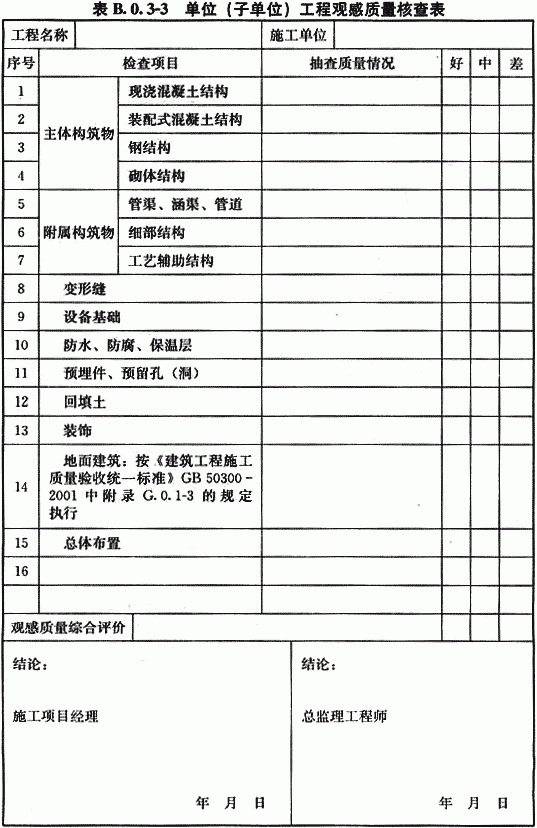 表 B.0.3-3 单位（子单位）工程观感质量核查表
工程名称 施工单位
序号 检查项目 抽查质量情况 好 中 差
1 主体构筑物 现浇混凝土结构
2 装配式混凝土结构
3 钢结构
4 砌体结构
5 附属构筑物 管渠、涵渠、管道
6 细部结构
7 工艺辅助结构
8 变形缝
9 设备基础
10 防水、防腐、保温层
11 预埋件、预留孔（洞）
12 回填土
13 装饰
14 地面建筑：按《建筑工程施工
质量验收统一标准》GB 50300-
2001 中附录 G.0.1-3 的规定
执行
15 总体布置
16
观感质量综合评价
结论： 结论：
施工项目经理 总监理工程师
年 月 日 年 月 日